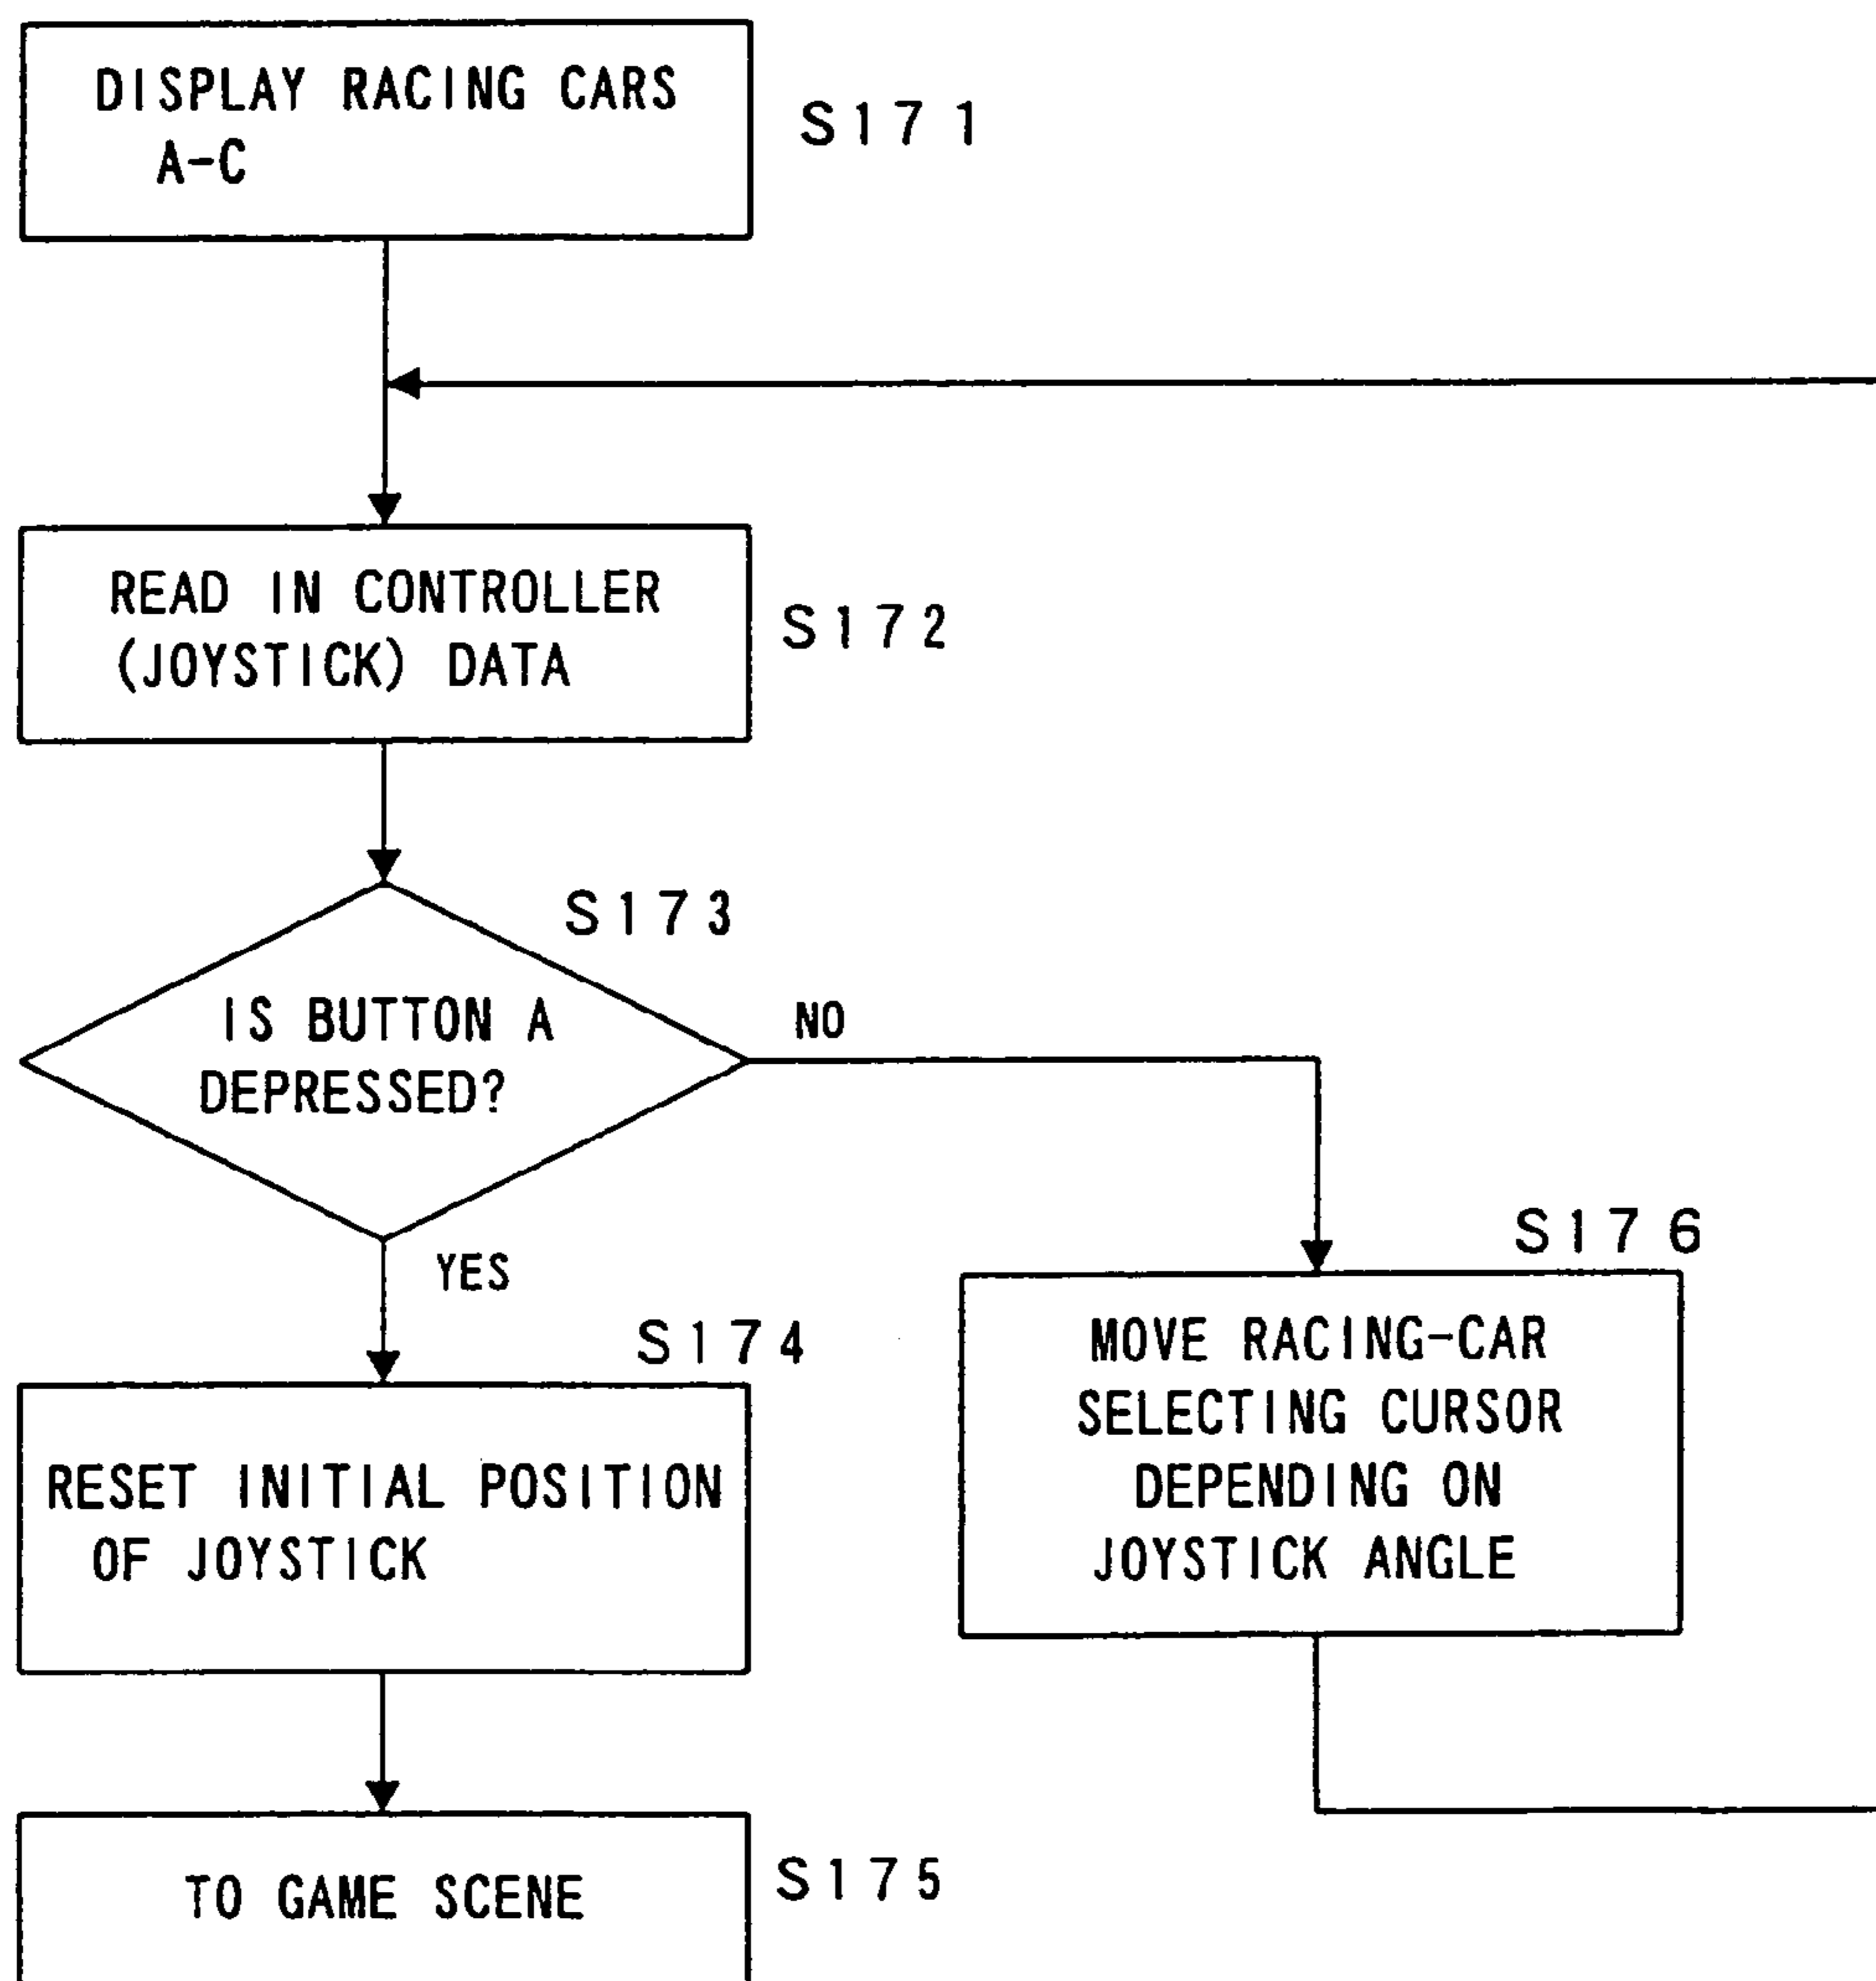 DISPLAY RACING CARS
A-C
S171
READ IN CONTROLLER
(JOYSTICK) DATA
S172
S173
IS BUTTON A
DEPRESSED?
NO
YES
S174
RESET INITIAL POSITION
OF JOYSTICK
S176
MOVE RACING-CAR
SELECTING CURSOR
DEPENDING ON
JOYSTICK ANGLE
TO GAME SCENE
S175